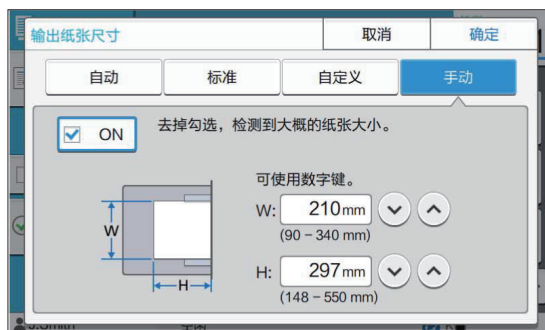 输出纸张尺寸 取消 确定
自动 标准 自定义 手动
ON 去掉勾选，检测到大概的纸张大小。
可使用数字键。
W: 210mm
(90 – 340 mm)
W
H: 297mm
H
(148 – 550 mm)
J.Smith